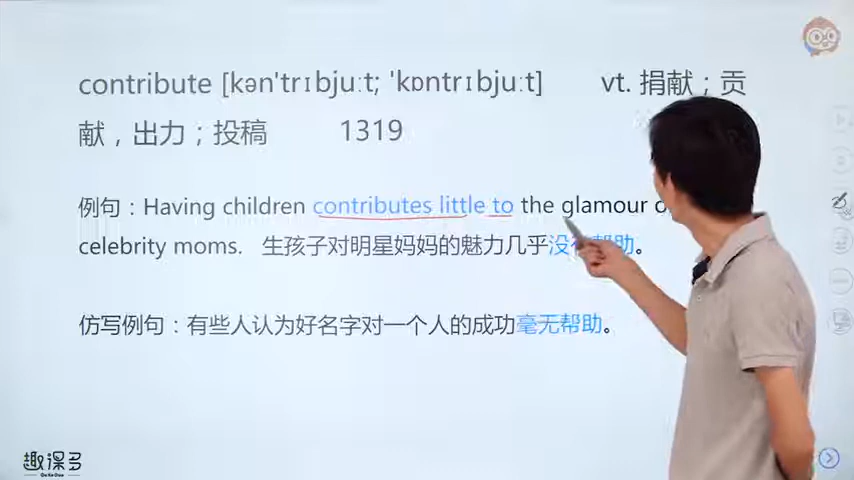 contribute [kən'trɪbjuːt; 'kɒntrɪbjuːt] vt. 捐献；贡
献，出力；投稿 1319
例句：Having children contributes little to the glamour
celebrity moms. 生孩子对明星妈妈的魅力几乎没有帮助。
仿写例句：有些人认为好名字对一个人的成功毫无帮助。
趣课多